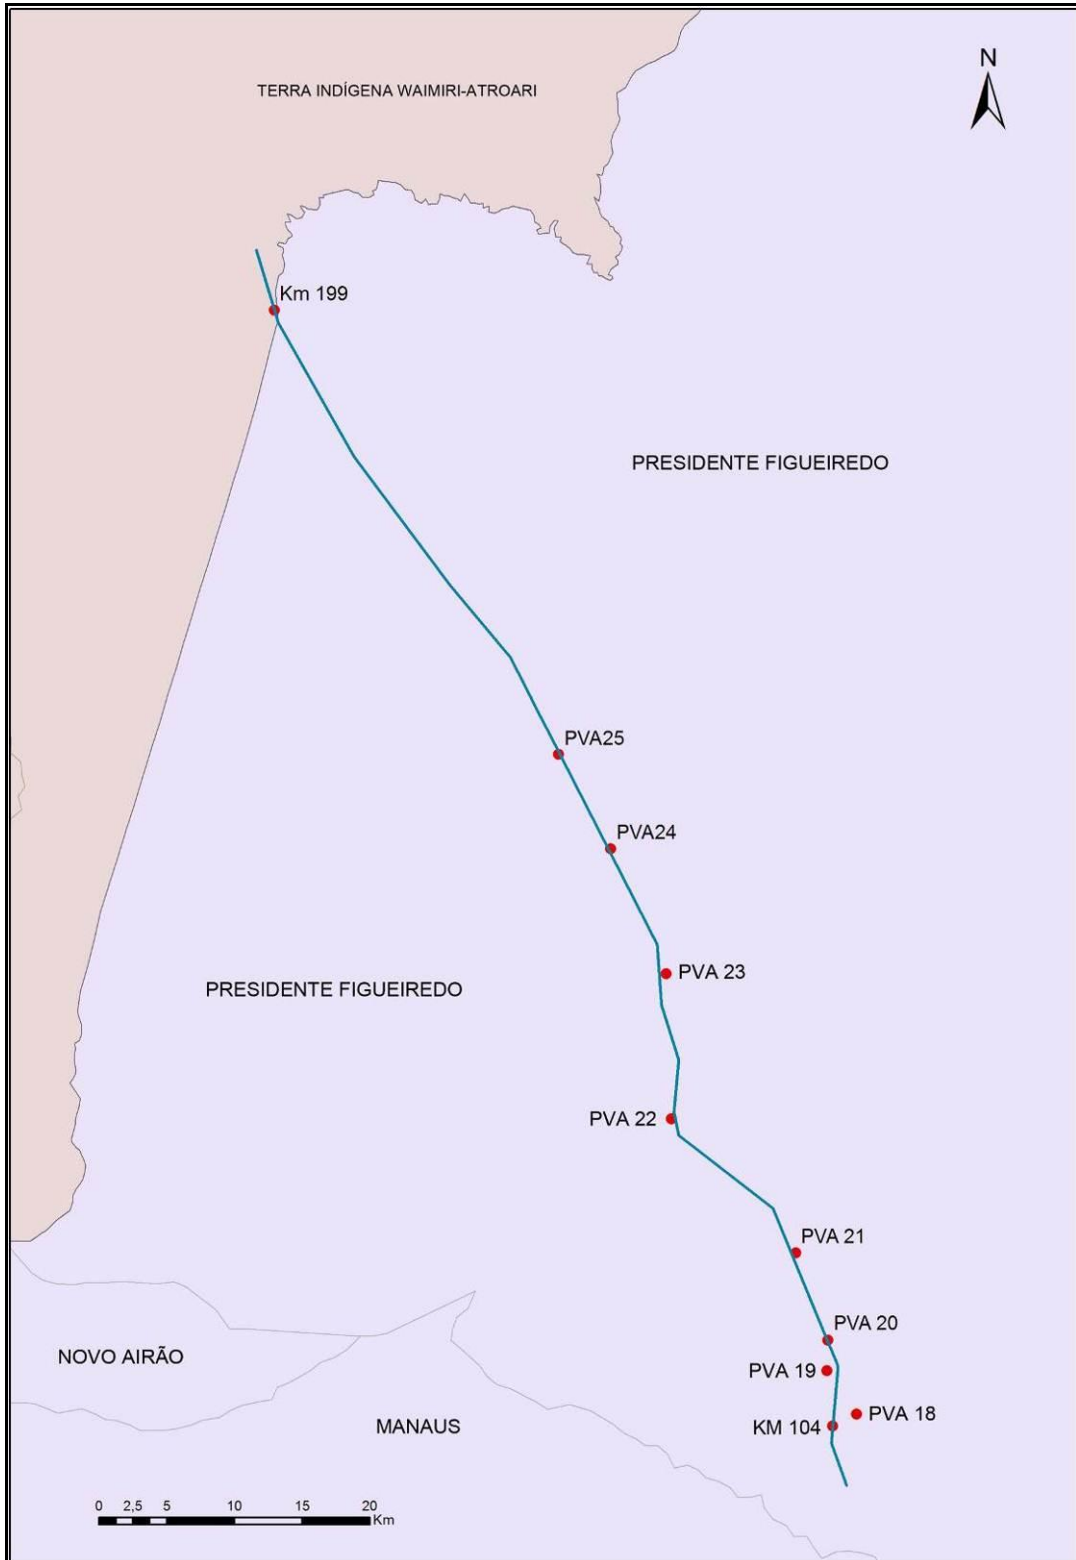 TERRA INDÍGENA WAIMIRI-ATROARI
N
Km 199
PRESIDENTE FIGUEIREDO
PVA25
PVA24
PVA 23
PRESIDENTE FIGUEIREDO
PVA 22
PVA 21
PVA 20
NOVO AIRÃO
PVA 19
PVA 18
MANAUS
KM 104
0 2,5 5 10 15 20
Km